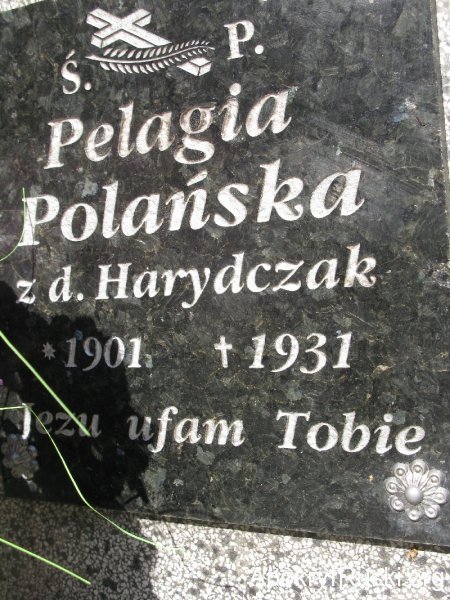 Ś. P.
Pelagia
Polańska
z d. Harydczak
* 1901 † 1931
Jezu ufam Tobie